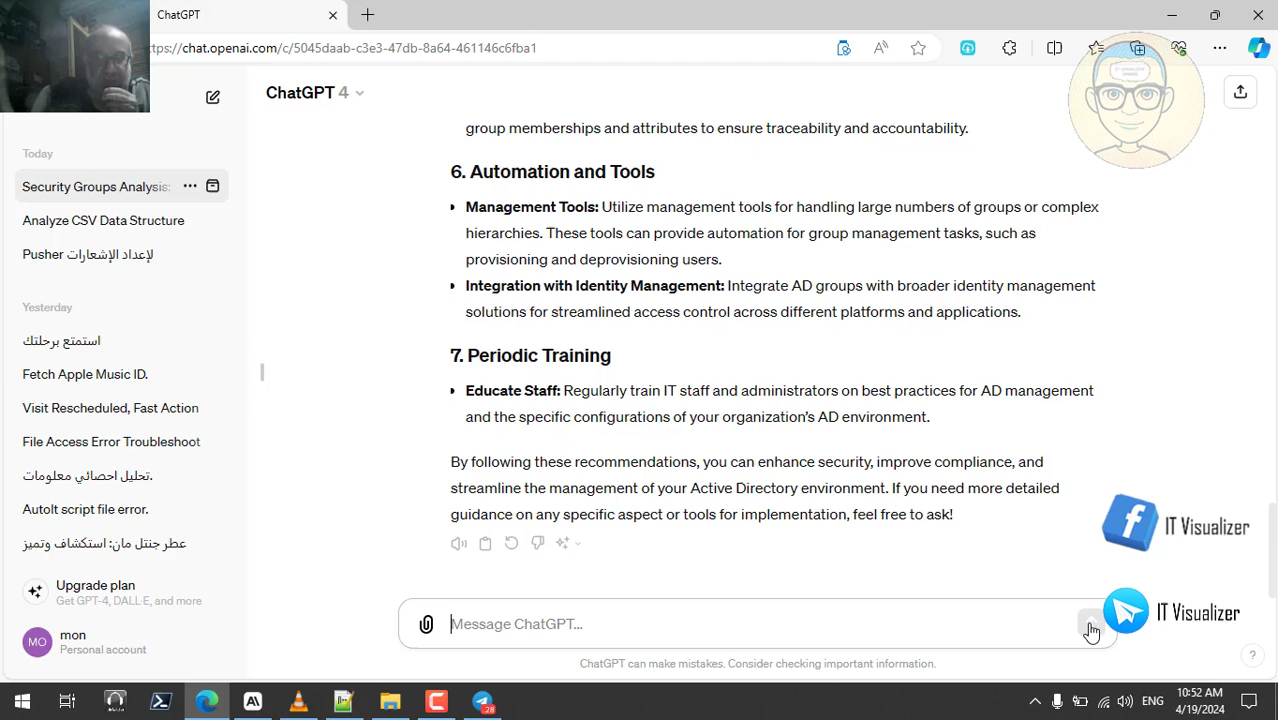 ChatGPT
ttps://chat.openai.com/c/5045daab-c3e3-47db-8a64-461146c6fba1
ChatGPT 4
Today
Security Groups Analysis:
Analyze CSV Data Structure
Pusher لإعداد الإشعارات
Yesterday
استمتع برحلتك
Fetch Apple Music ID.
Visit Rescheduled, Fast Action
File Access Error Troubleshoot
تحليل احصائي معلومات.
AutoIt script file error.
عطر جنتل مان: استكشاف وتميز
Upgrade plan
Get GPT-4, DALL·E, and more
MO
mon
Personal account
group memberships and attributes to ensure traceability and accountability.
6. Automation and Tools
Management Tools: Utilize management tools for handling large numbers of groups or complex
hierarchies. These tools can provide automation for group management tasks, such as
provisioning and deprovisioning users.
Integration with Identity Management: Integrate AD groups with broader identity management
solutions for streamlined access control across different platforms and applications.
7. Periodic Training
Educate Staff: Regularly train IT staff and administrators on best practices for AD management
and the specific configurations of your organization's AD environment.
By following these recommendations, you can enhance security, improve compliance, and
streamline the management of your Active Directory environment. If you need more detailed
guidance on any specific aspect or tools for implementation, feel free to ask!
IT Visualizer
IT Visualizer
Message ChatGPT...
ChatGPT can make mistakes. Consider checking important information.
?
28
ENG
10:52 AM
4/19/2024